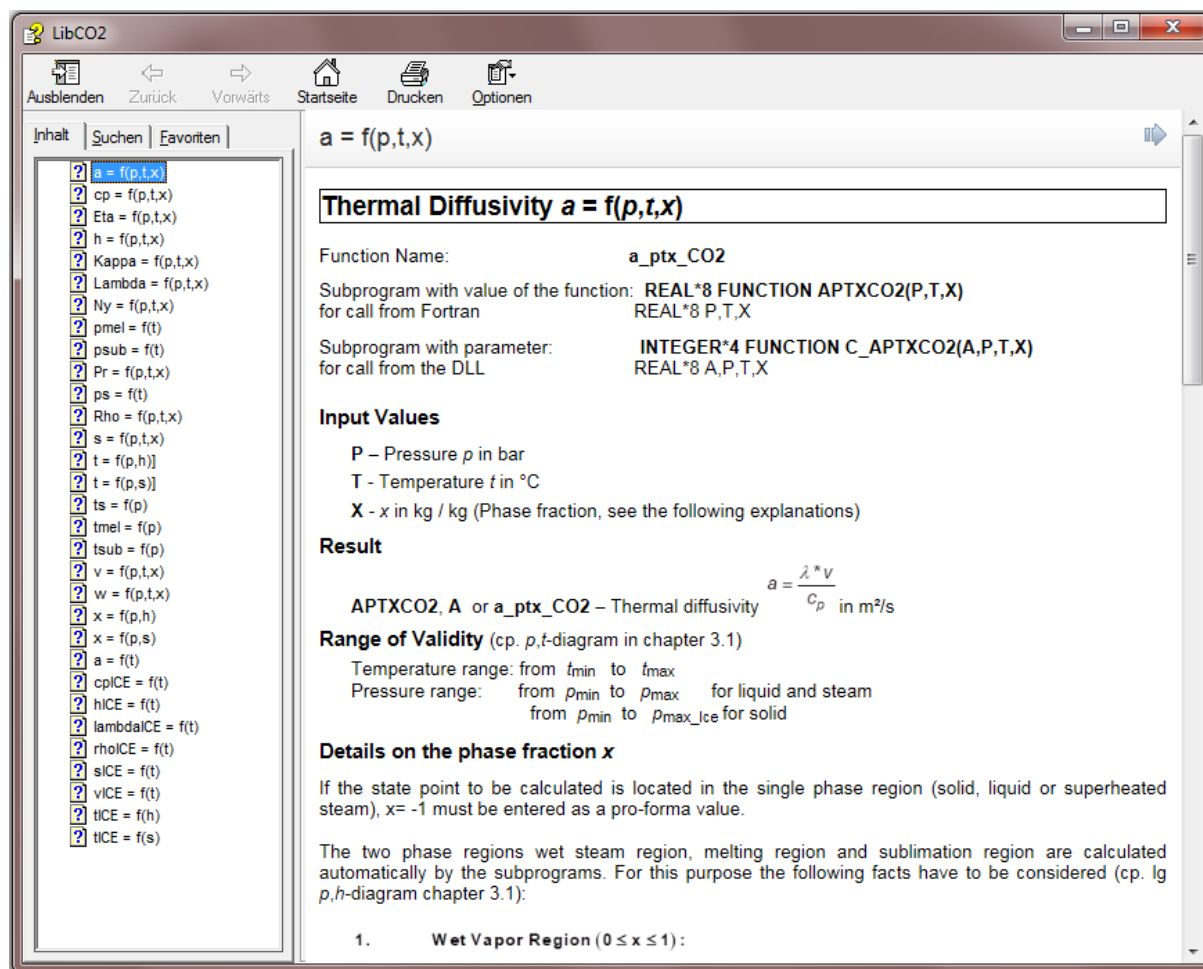 LibCO2
Ausblenden Zurück Vorwärts Startseite Drucken Optionen
Inhalt Suchen Favoriten
a = f(p,t,x)
cp = f(p,t,x)
Eta = f(p,t,x)
h = f(p,t,x)
Kappa = f(p,t,x)
Lambda = f(p,t,x)
Ny = f(p,t,x)
pmel = f(t)
psub = f(t)
Pr = f(p,t,x)
ps = f(t)
Rho = f(p,t,x)
s = f(p,t,x)
t = f(p,h)]
t = f(p,s)]
ts = f(p)
tmel = f(p)
tsub = f(p)
v = f(p,t,x)
w = f(p,t,x)
x = f(p,h)
x = f(p,s)
a = f(t)
cpICE = f(t)
hICE = f(t)
lambdaICE = f(t)
rhoICE = f(t)
sICE = f(t)
vICE = f(t)
tICE = f(h)
tICE = f(s)
a = f(p,t,x)
Thermal Diffusivity a = f(p,t,x)
Function Name: a_ptx_CO2
Subprogram with value of the function: REAL*8 FUNCTION APTXCO2(P,T,X)
for call from Fortran REAL*8 P,T,X
Subprogram with parameter: INTEGER*4 FUNCTION C_APTXCO2(A,P,T,X)
for call from the DLL REAL*8 A,P,T,X
Input Values
P – Pressure p in bar
T - Temperature t in °C
X - x in kg / kg (Phase fraction, see the following explanations)
Result
APTXCO2, A or a_ptx_CO2 – Thermal diffusivity a = λ * v / cp in m²/s
Range of Validity (cp. p,t-diagram in chapter 3.1)
Temperature range: from tmin to tmax
Pressure range: from pmin to pmax for liquid and steam
from pmin to pmax_Ice for solid
Details on the phase fraction x
If the state point to be calculated is located in the single phase region (solid, liquid or superheated
steam), x= -1 must be entered as a pro-forma value.
The two phase regions wet steam region, melting region and sublimation region are calculated
automatically by the subprograms. For this purpose the following facts have to be considered (cp. lg
p,h-diagram chapter 3.1):
1. Wet Vapor Region (0 ≤ x ≤ 1) :